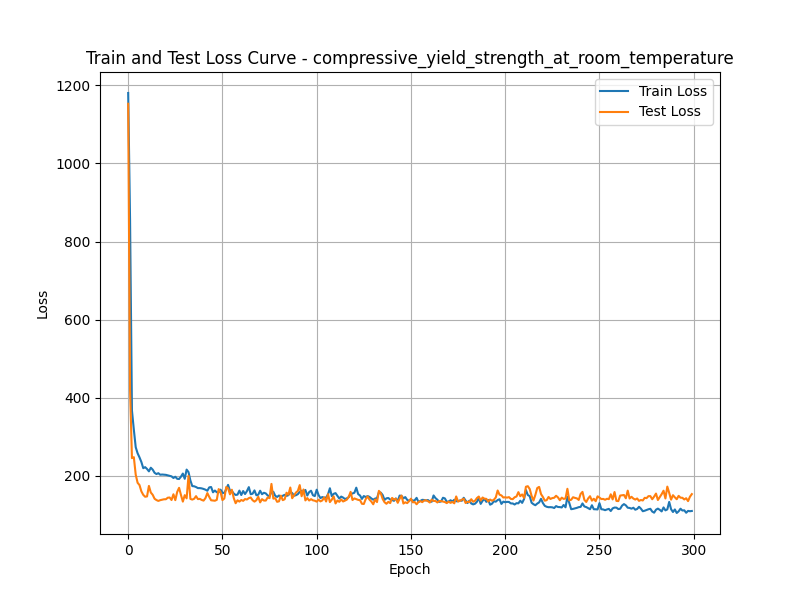 Train and Test Loss Curve - compressive_yield_strength_at_room_temperature
Train Loss
Test Loss
Loss
1200
1000
800
600
400
200
0
50
100
150
200
250
300
Epoch